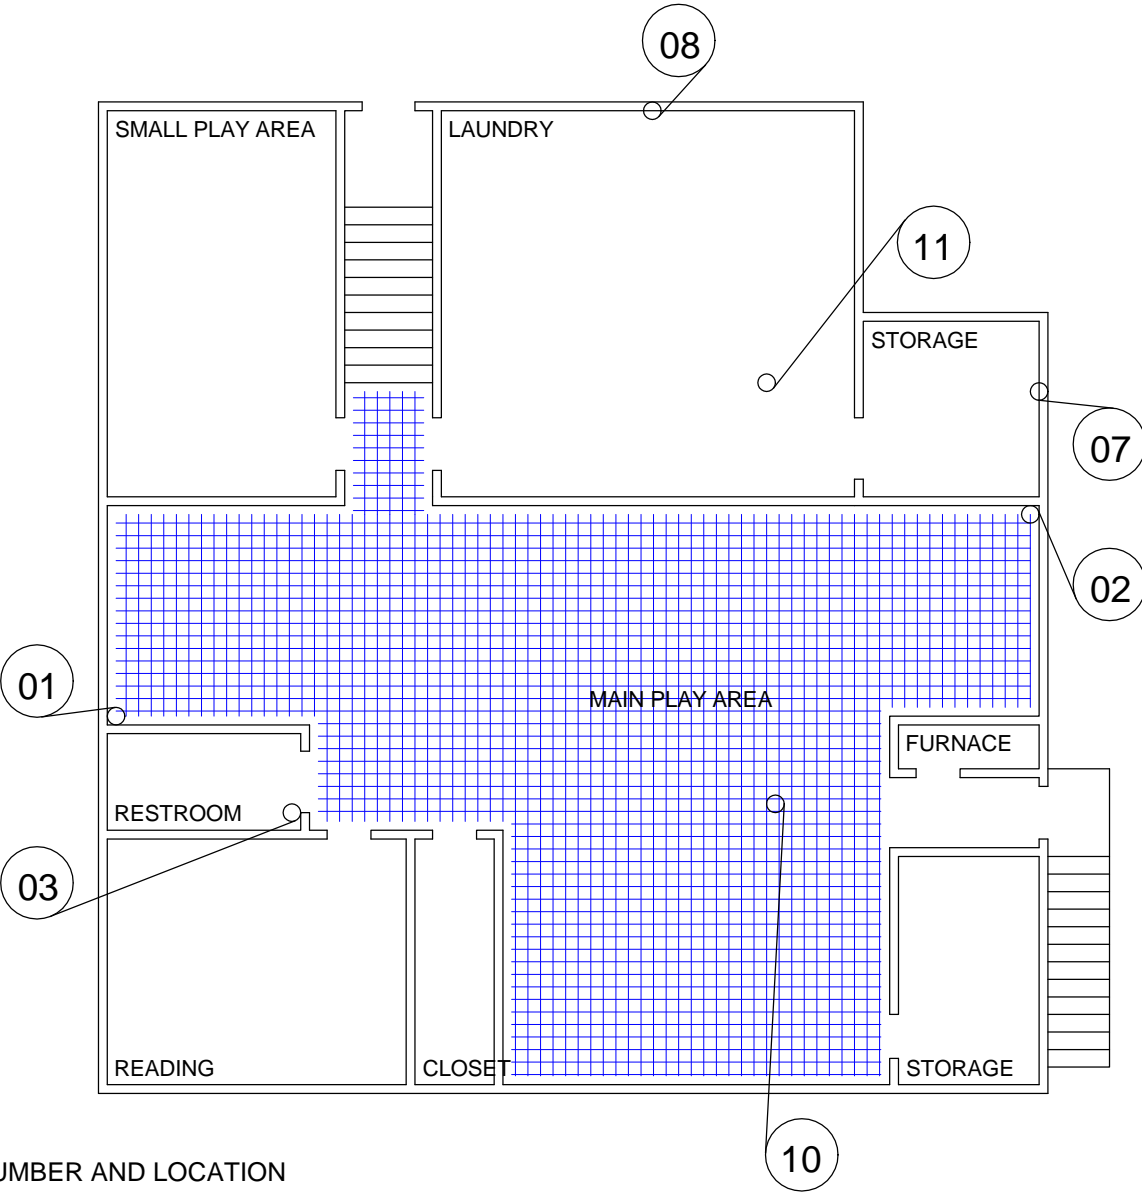 08
SMALL PLAY AREA
LAUNDRY
11
STORAGE
07
02
01
MAIN PLAY AREA
FURNACE
RESTROOM
03
READING
CLOSET
STORAGE
10
UMBER AND LOCATION